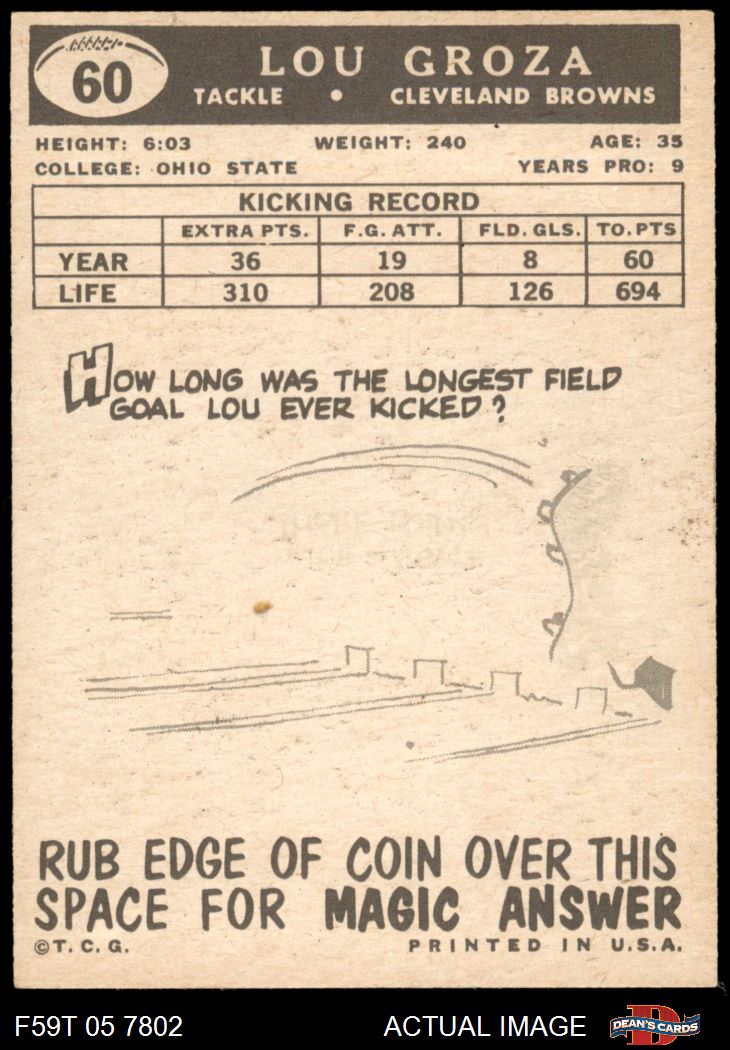 60
LOU GROZA
TACKLE • CLEVELAND BROWNS
HEIGHT: 6:03 WEIGHT: 240 AGE: 35
COLLEGE: OHIO STATE YEARS PRO: 9
KICKING RECORD
EXTRA PTS. F.G. ATT. FLD. GLS. TO. PTS
YEAR 36 19 8 60
LIFE 310 208 126 694
HOW LONG WAS THE LONGEST FIELD
GOAL LOU EVER KICKED?
RUB EDGE OF COIN OVER THIS
SPACE FOR MAGIC ANSWER
©T. C. G. PRINTED IN U.S.A.
F59T 05 7802 ACTUAL IMAGE DEAN'S CARDS